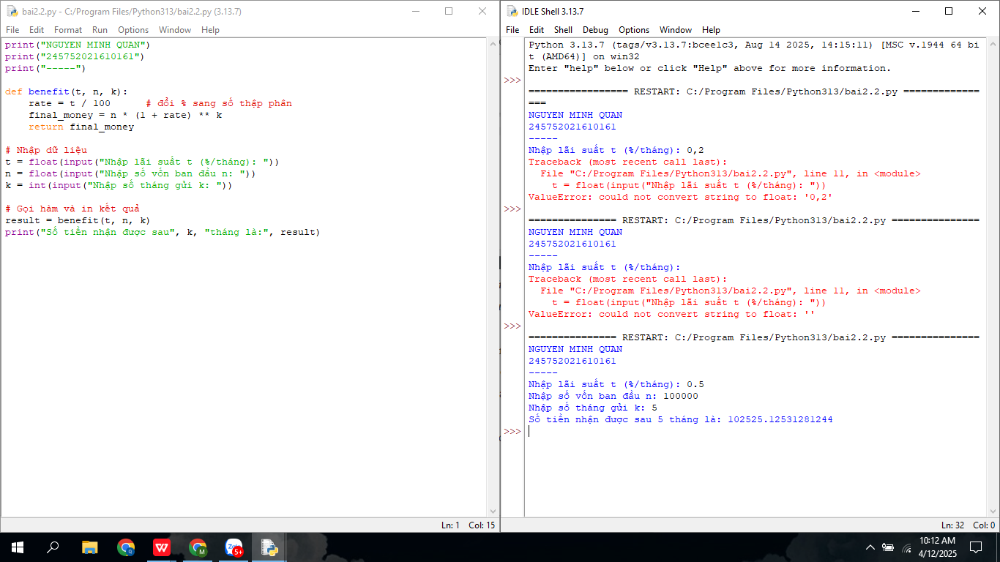 bai2.2.py - C:/Program Files/Python313/bai2.2.py (3.13.7)
File Edit Format Run Options Window Help
print("NGUYEN MINH QUAN")
print("245752021610161")
print("-----")
def benefit(t, n, k):
    rate = t / 100      # đổi % sang số thập phân
    final_money = n * (1 + rate) ** k
    return final_money
# Nhập dữ liệu
t = float(input("Nhập lãi suất t (%/tháng): "))
n = float(input("Nhập số vốn ban đầu n: "))
k = int(input("Nhập số tháng gửi k: "))
# Gọi hàm và in kết quả
result = benefit(t, n, k)
print("Số tiền nhận được sau", k, "tháng là:", result)
Ln: 1 Col: 15
IDLE Shell 3.13.7
File Edit Shell Debug Options Window Help
Python 3.13.7 (tags/v3.13.7:bcee1c3, Aug 14 2025, 14:15:11) [MSC v.1944 64 bi
t (AMD64)] on win32
Enter "help" below or click "Help" above for more information.
>>>
================= RESTART: C:/Program Files/Python313/bai2.2.py =============
===
NGUYEN MINH QUAN
245752021610161
-----
Nhập lãi suất t (%/tháng): 0,2
Traceback (most recent call last):
  File "C:/Program Files/Python313/bai2.2.py", line 11, in <module>
    t = float(input("Nhập lãi suất t (%/tháng): "))
ValueError: could not convert string to float: '0,2'
>>>
=============== RESTART: C:/Program Files/Python313/bai2.2.py ===============
NGUYEN MINH QUAN
245752021610161
-----
Nhập lãi suất t (%/tháng):
Traceback (most recent call last):
  File "C:/Program Files/Python313/bai2.2.py", line 11, in <module>
    t = float(input("Nhập lãi suất t (%/tháng): "))
ValueError: could not convert string to float: ''
>>>
=============== RESTART: C:/Program Files/Python313/bai2.2.py ===============
NGUYEN MINH QUAN
245752021610161
-----
Nhập lãi suất t (%/tháng): 0.5
Nhập số vốn ban đầu n: 100000
Nhập số tháng gửi k: 5
Số tiền nhận được sau 5 tháng là: 102525.12531281244
>>>
Ln: 32 Col: 0
W
M
Zalo
5+
10:12 AM
4/12/2025